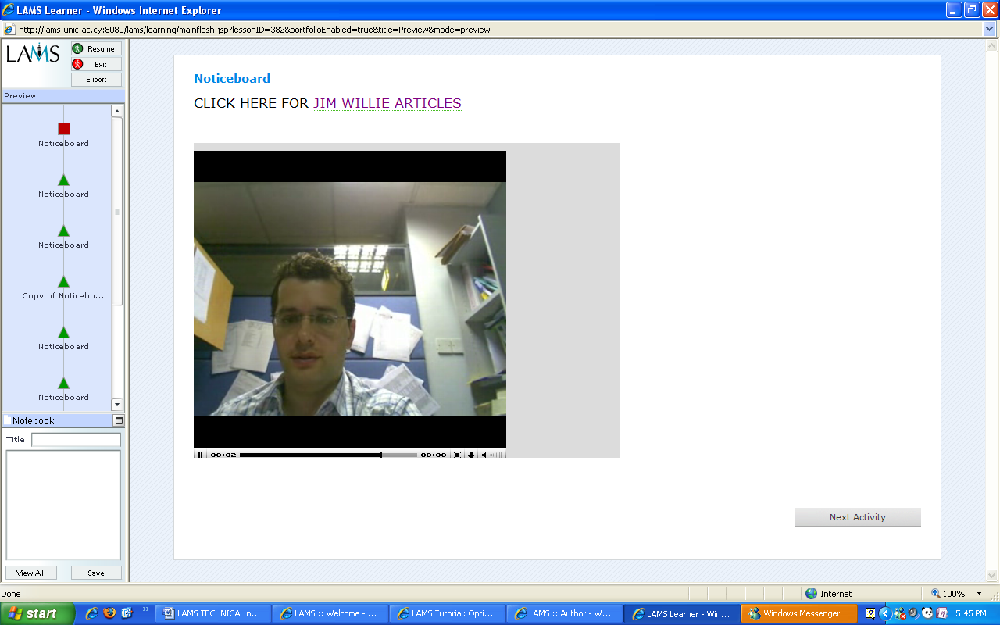 LAMS Learner - Windows Internet Explorer
http://lams.unic.ac.cy:8080/lams/learning/mainflash.jsp?lessonID=382&portfolioEnabled=true&title=Preview&mode=preview
LAMS
Resume
Exit
Export
Preview
Noticeboard
Noticeboard
Noticeboard
Copy of Noticebo...
Noticeboard
Noticeboard
Notebook
Title
View All
Save
Noticeboard
CLICK HERE FOR JIM WILLIE ARTICLES
00:02
00:00
Next Activity
Done
Internet
100%
start
LAMS TECHNICAL n...
LAMS :: Welcome - ...
LAMS Tutorial: Opti...
LAMS :: Author - W...
LAMS Learner - Win...
Windows Messenger
5:45 PM